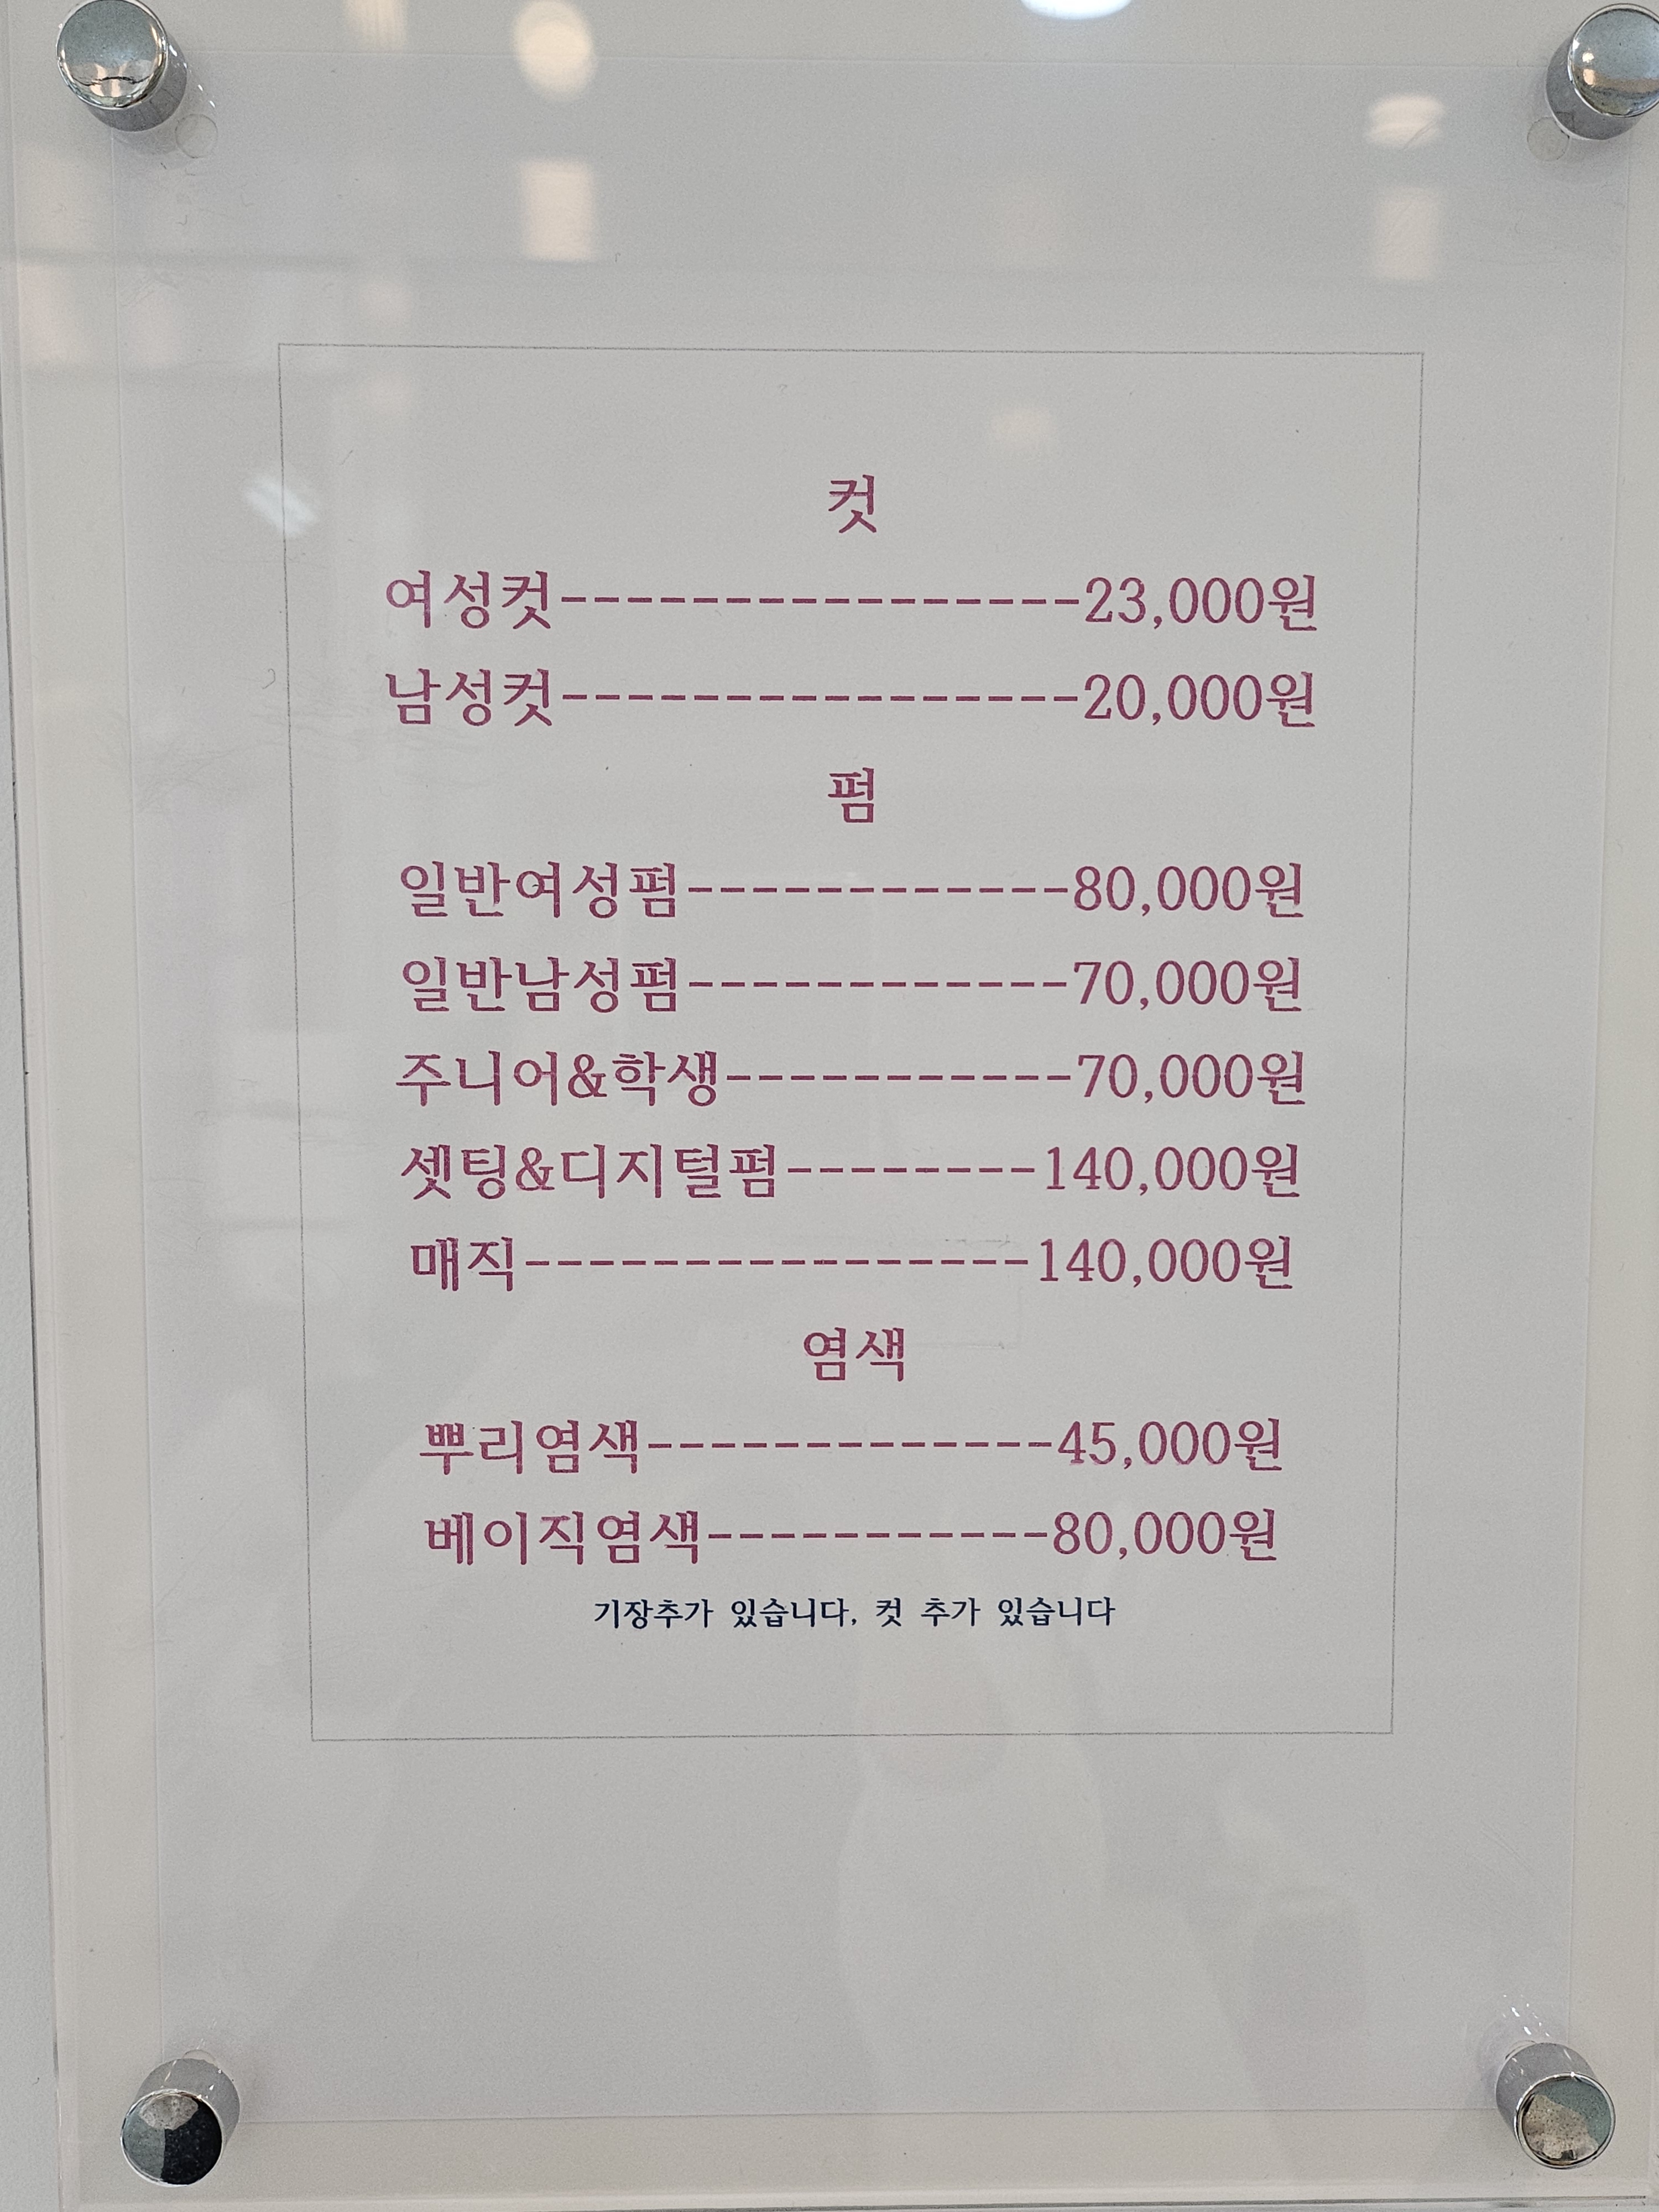 컷
여성컷----------------23,000원
남성컷----------------20,000원
펌
일반여성펌------------80,000원
일반남성펌------------70,000원
주니어&학생-----------70,000원
셋팅&디지털펌--------140,000원
매직----------------140,000원
염색
뿌리염색-------------45,000원
베이직염색-----------80,000원
기장추가 있습니다, 컷 추가 있습니다